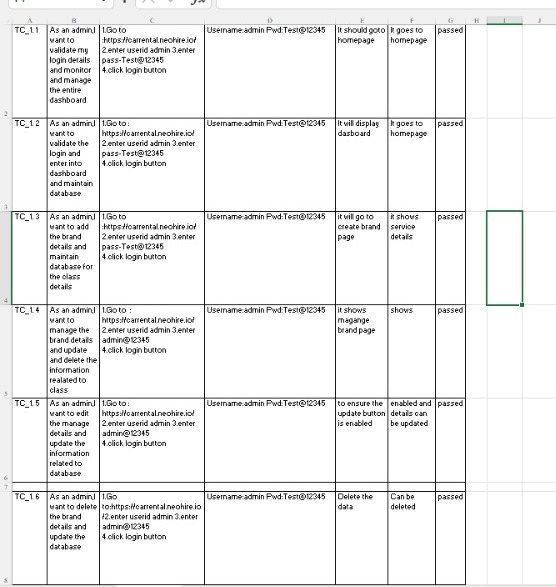 A B C D E F G H I J
2
TC_1.1
As an admin,I
want to
validate my
login details
and monitor
and manage
the entire
dashboard
1.Go to
:https://carrental.neohire.io/
2.enter userid admin 3.enter
pass-Test@12345
4.click login button
Username:admin Pwd:Test@12345
It should goto
homepage
It goes to
homepage
passed
3
TC_1.2
As an admin,I
want to
validate the
login and
enter into
dashboard
and maintain
database
1.Go to :
https://carrental.neohire.io/
2.enter userid admin 3.enter
pass-Test@12345
4.click login button
Username:admin Pwd:Test@12345
It will display
dasboard
It goes to
homepage
passed
4
TC_1.3
As an admin,I
want to add
the brand
details and
maintain
database for
the class
details
1.Go to
:https://carrental.neohire.io/
2.enter userid admin 3.enter
pass-Test@12345
4.click login button
Username:admin Pwd:Test@12345
it will go to
create brand
page
it shows
service
details
passed
5
TC_1.4
As an admin,I
want to
manage the
brand details
and update
and delete the
information
realated to
class
1.Go to :
https://carrental.neohire.io/
2.enter userid admin 3.enter
admin@12345
4.click login button
Username:admin Pwd:Test@12345
it shows
magange
brand page
shows
passed
6
TC_1.5
As an admin,I
want to edit
the manage
details and
update the
information
related to
database
1.Go to :
https://carrental.neohire.io/
2.enter userid admin 3.enter
admin@12345
4.click login button
Username:admin Pwd:Test@12345
to ensure the
update button
is enabled
enabled and
details can
be updated
passed
7
8
TC_1.6
As an admin,I
want to delete
the brand
details and
update the
database
1.Go
to:https://carrental.neohire.io
/2.enter userid admin 3.enter
admin@12345
4.click login button
Username:admin Pwd:Test@12345
Delete the
data
Can be
deleted
passed